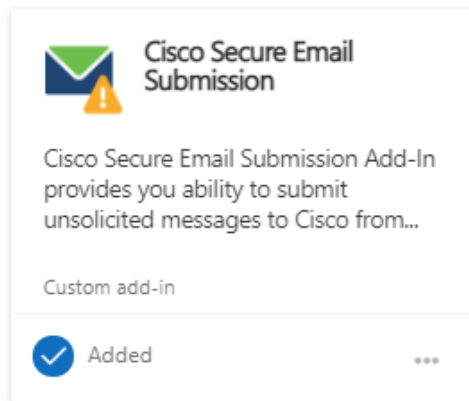 Cisco Secure Email
Submission
Cisco Secure Email Submission Add-In
provides you ability to submit
unsolicited messages to Cisco from...
Custom add-in
Added